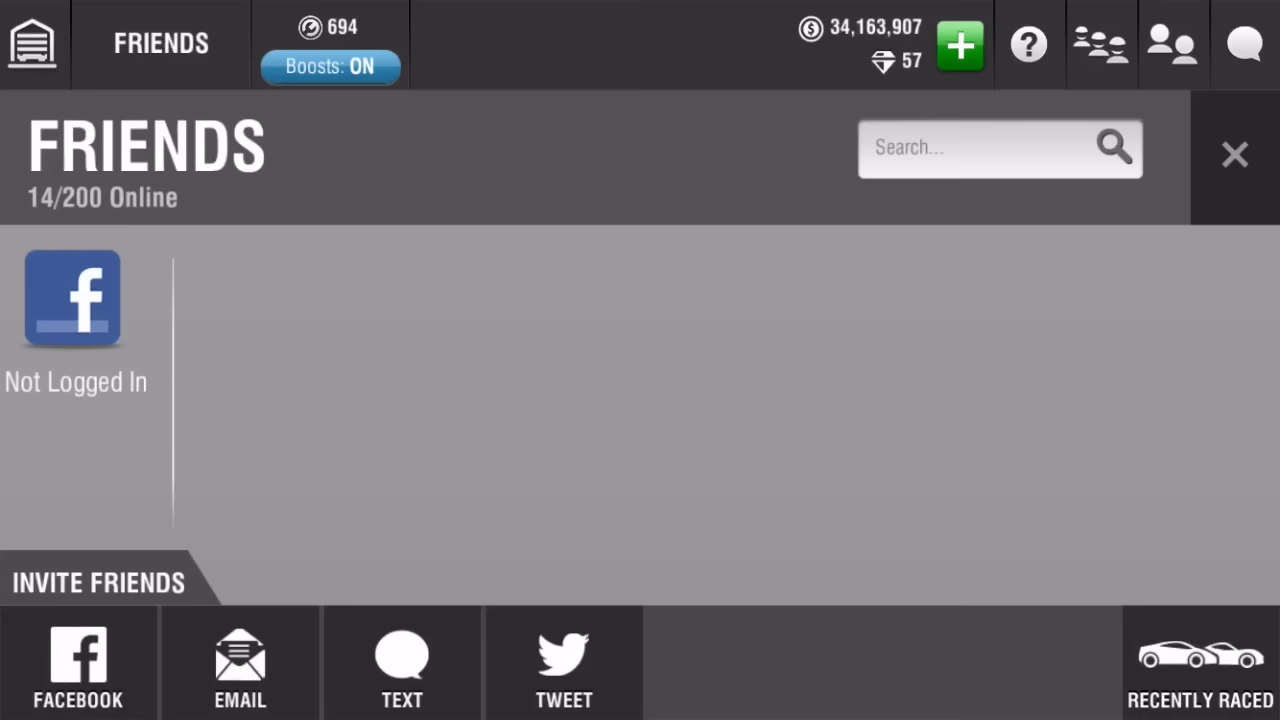 FRIENDS
694
Boosts: ON
34,163,907
57
?
FRIENDS
14/200 Online
Search...
Not Logged In
INVITE FRIENDS
FACEBOOK
EMAIL
TEXT
TWEET
RECENTLY RACED